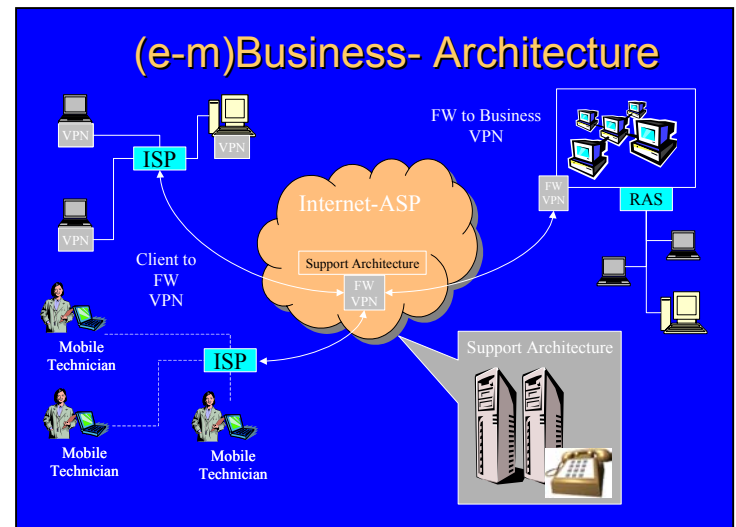 (e-m)Business- Architecture
VPN
ISP
VPN
VPN
FW to Business
VPN
FW
VPN
RAS
Internet-ASP
Support Architecture
FW
VPN
Client to
FW
VPN
Mobile
Technician
ISP
Mobile
Technician
Mobile
Technician
Support Architecture